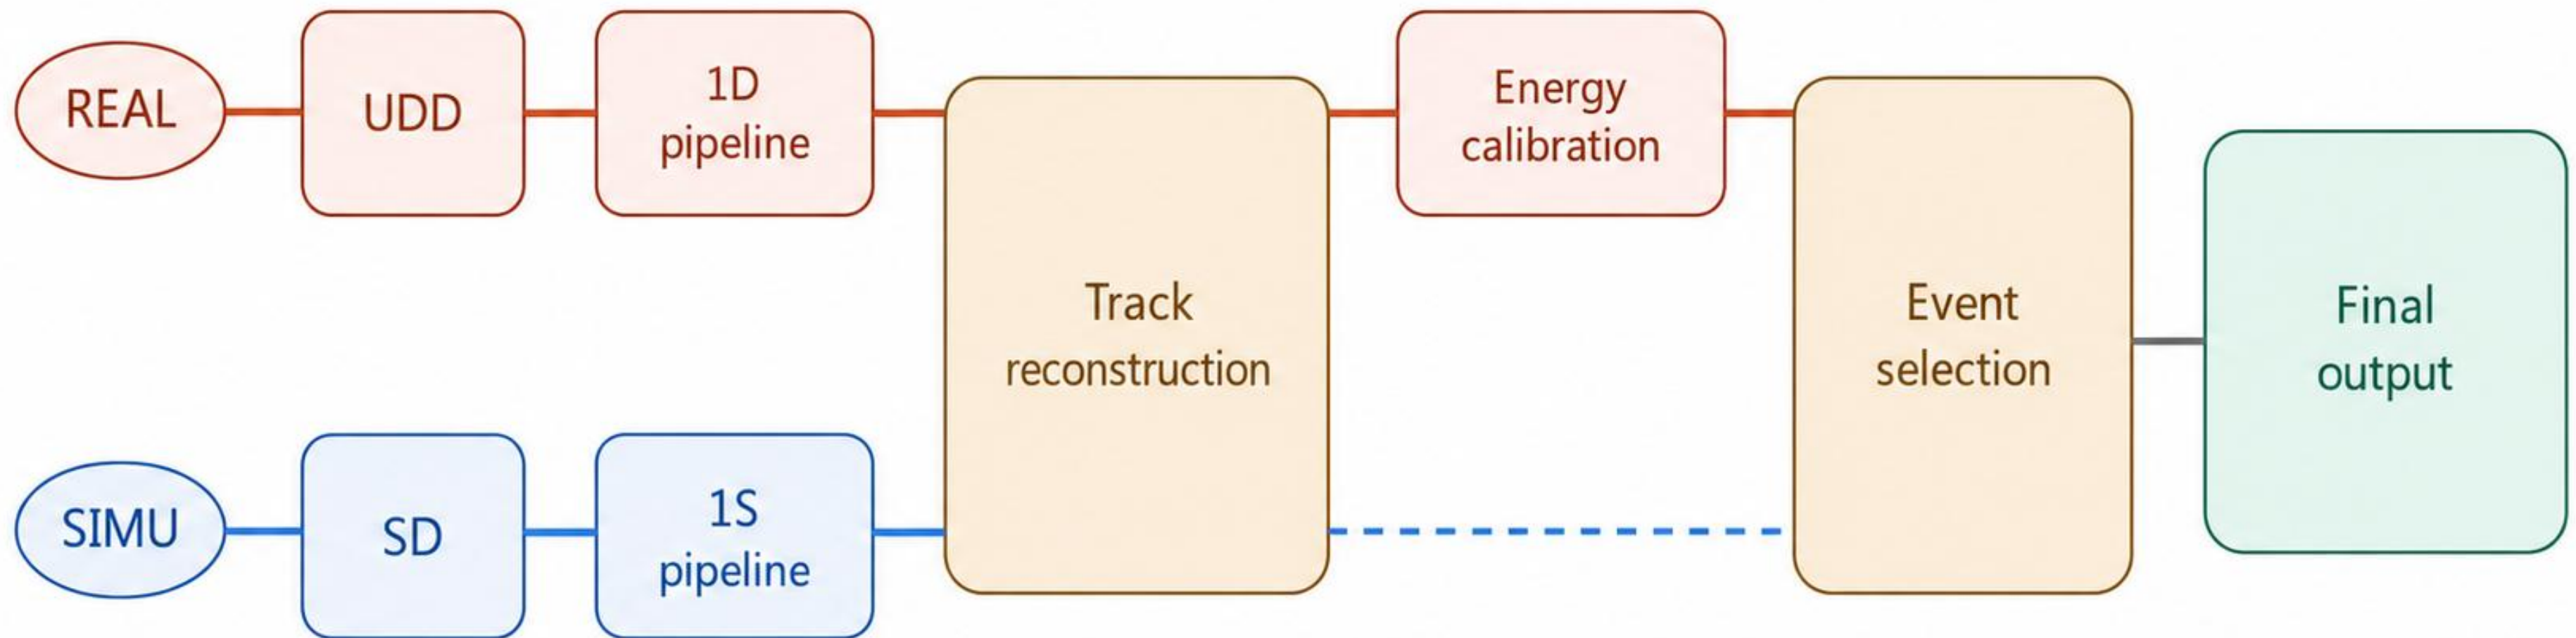 REAL
UDD
1D
pipeline
Track
reconstruction
Energy
calibration
Event
selection
Final
output
SIMU
SD
1S
pipeline